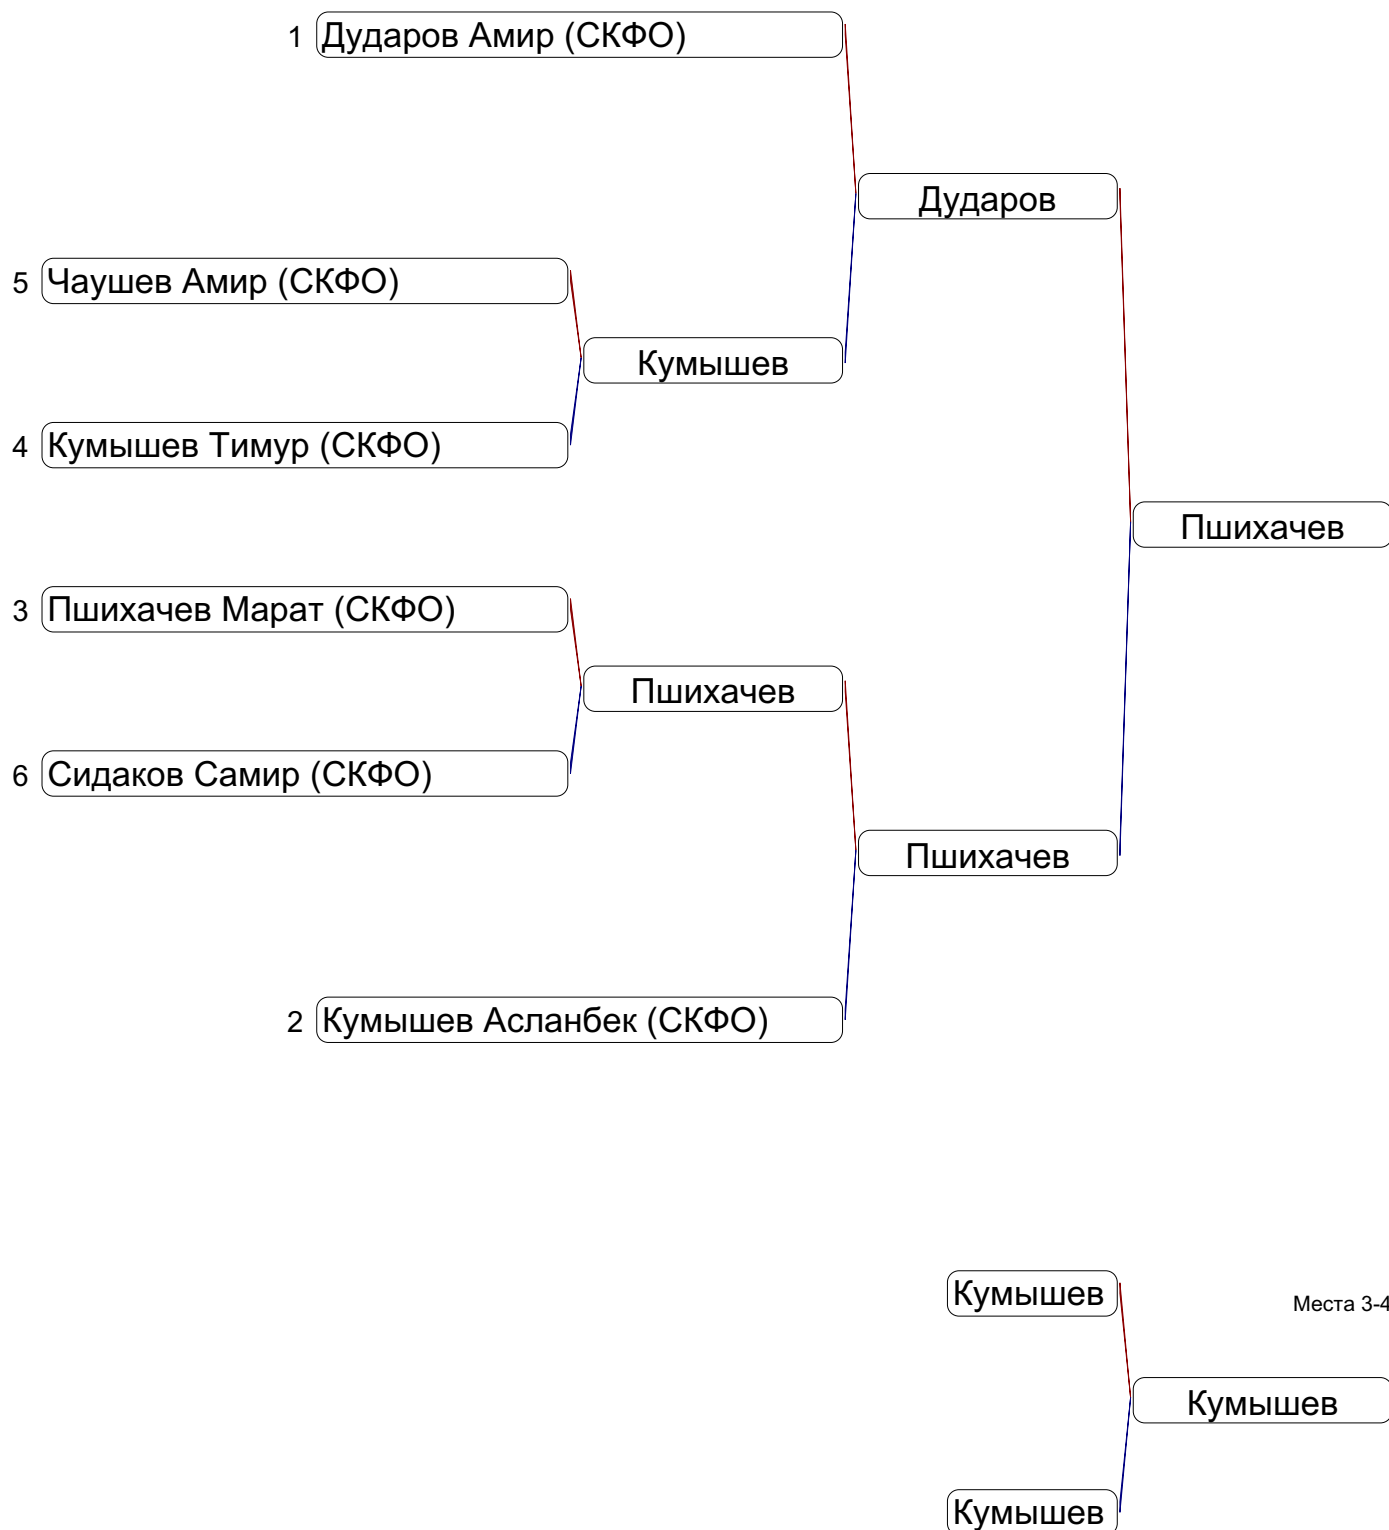 1 Дударов Амир (СКФО)
Дударов
5 Чаушев Амир (СКФО)
Кумышев
4 Кумышев Тимур (СКФО)
Пшихачев
3 Пшихачев Марат (СКФО)
Пшихачев
6 Сидаков Самир (СКФО)
Пшихачев
2 Кумышев Асланбек (СКФО)
Кумышев
Места 3-4
Кумышев
Кумышев